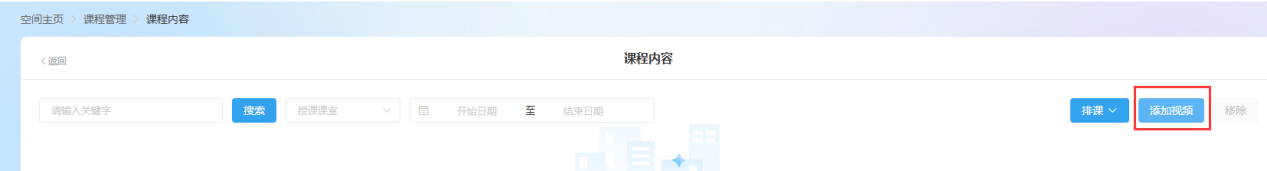 空间主页 > 课程管理 > 课程内容
< 返回 课程内容
请输入关键字 搜索 授课课室 开始日期 至 结束日期 排课 添加视频 移除